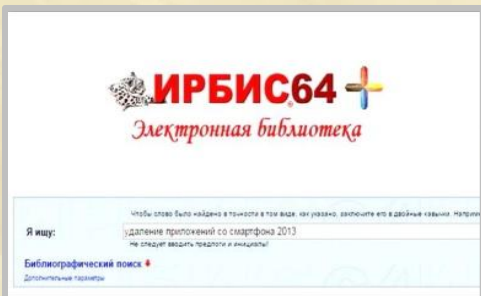 ИРБИС64
Электронная библиотека
Чтобы слово было найдено в точности в том виде, как указано, заключите его в двойные кавычки. Наприме
Я ищу:
удаление приложений со смартфона 2013
Не следует вводить предлоги и инициалы!
Библиографический поиск
Дополнительные параметры